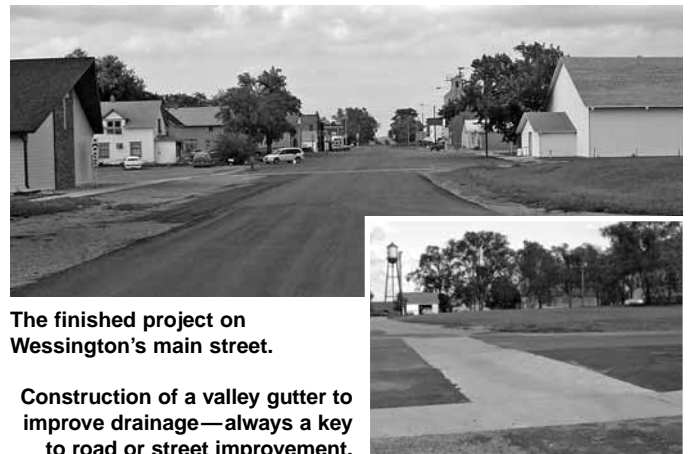 The finished project on
Wessington’s main street.
Construction of a valley gutter to
improve drainage—always a key
to road or street improvement.